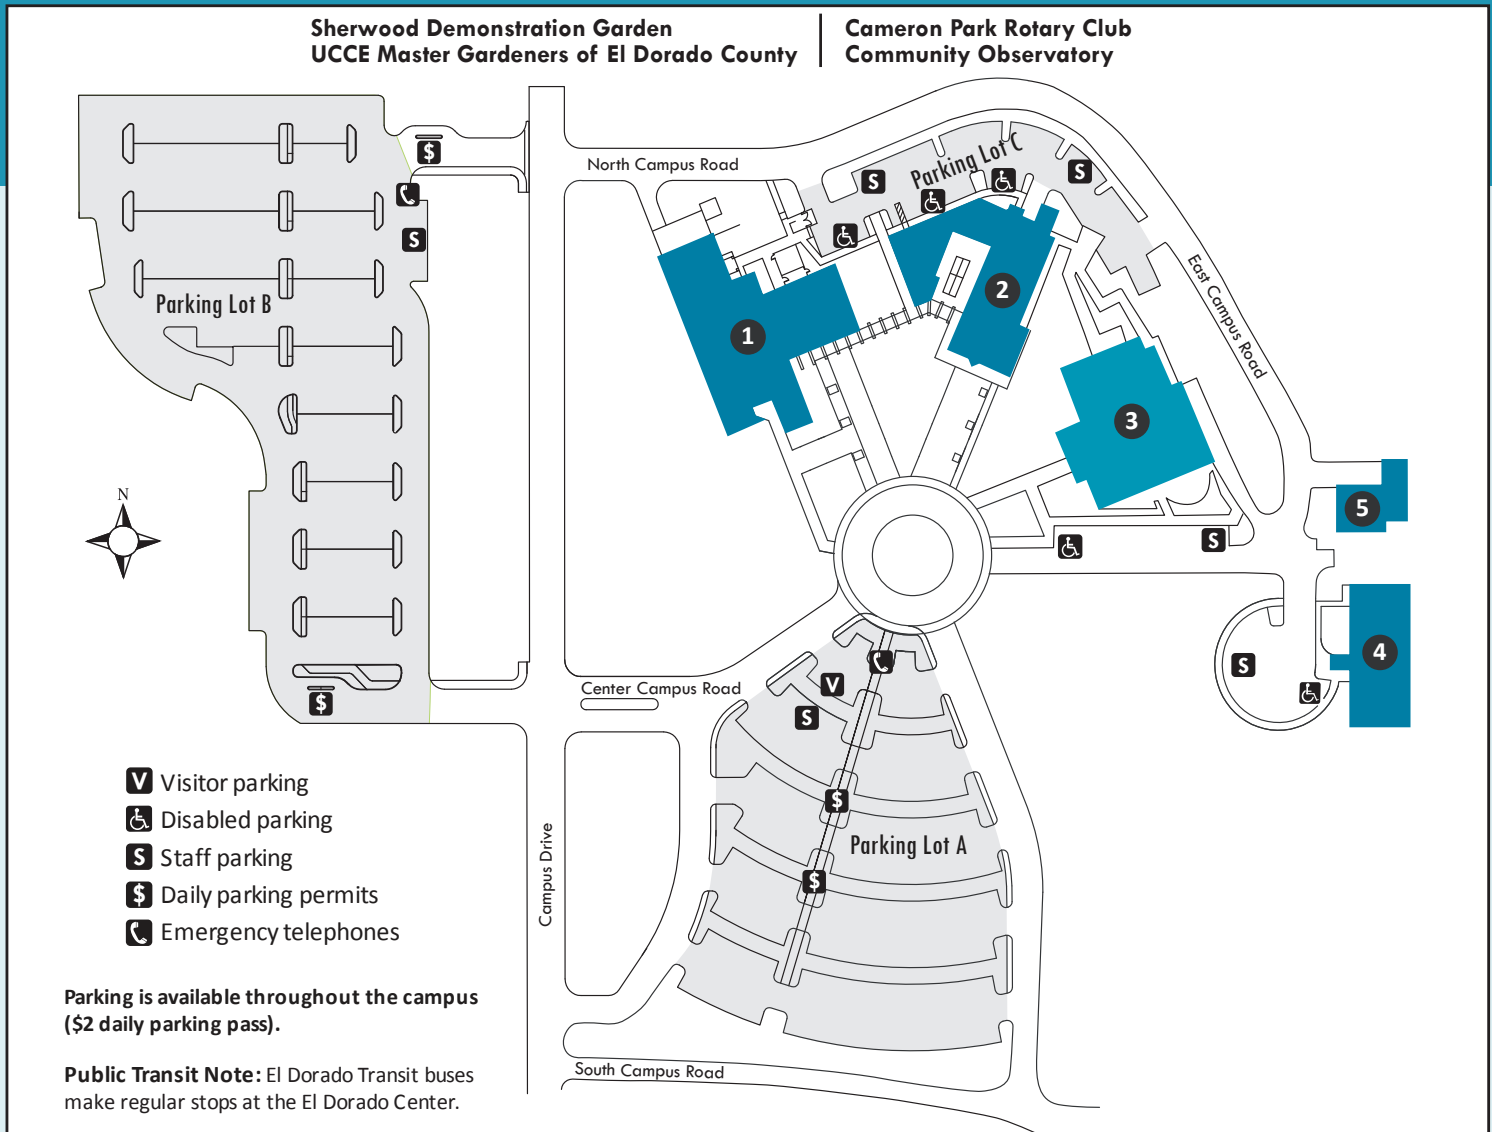 Sherwood Demonstration Garden
UCCE Master Gardeners of El Dorado County
Cameron Park Rotary Club
Community Observatory
North Campus Road
Parking Lot C
East Campus Road
Parking Lot B
$
S
S
S
1
2
3
5
4
N
S
S
$
Center Campus Road
V
S
$
Parking Lot A
$
Campus Drive
South Campus Road
V Visitor parking
Disabled parking
S Staff parking
$ Daily parking permits
Emergency telephones
Parking is available throughout the campus
($2 daily parking pass).
Public Transit Note: El Dorado Transit buses
make regular stops at the El Dorado Center.